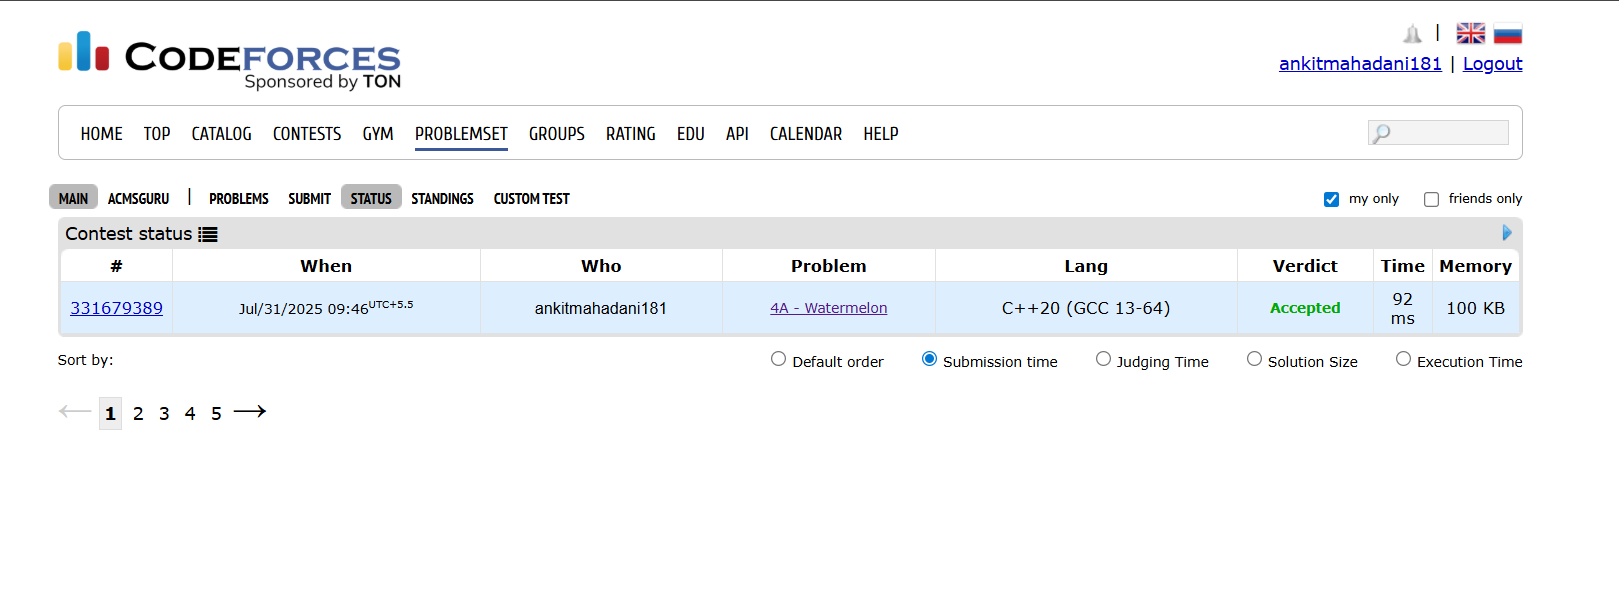 CODEFORCES
Sponsored by TON
|
ankitmahadani181 | Logout
HOME TOP CATALOG CONTESTS GYM PROBLEMSET GROUPS RATING EDU API CALENDAR HELP
MAIN ACMSGURU | PROBLEMS SUBMIT STATUS STANDINGS CUSTOM TEST my only friends only
Contest status
# When Who Problem Lang Verdict Time Memory
331679389 Jul/31/2025 09:46UTC+5.5 ankitmahadani181 4A - Watermelon C++20 (GCC 13-64) Accepted 92 ms 100 KB
Sort by: Default order Submission time Judging Time Solution Size Execution Time
← 1 2 3 4 5 →